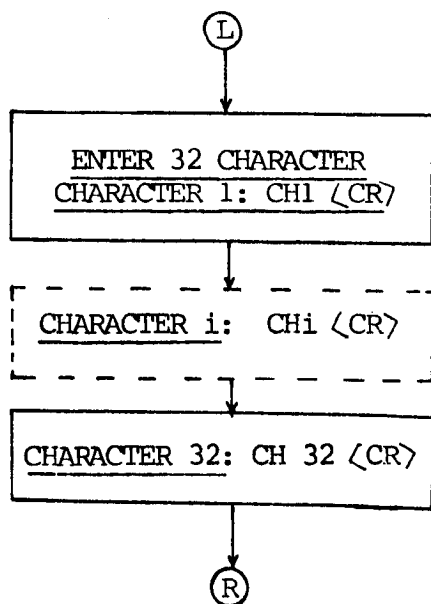 L
ENTER 32 CHARACTER
CHARACTER 1: CH1 <CR>
CHARACTER i: CHi <CR>
CHARACTER 32: CH 32 <CR>
R